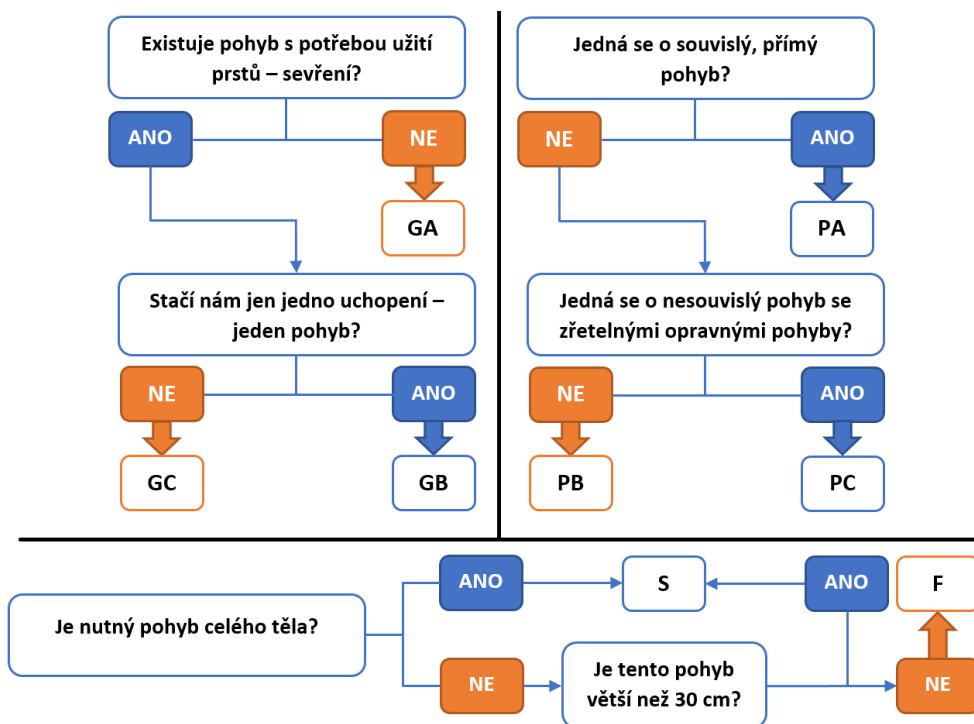 Existuje pohyb s potřebou užití
prstů – sevření?
ANO
NE
GA
Stačí nám jen jedno uchopení –
jeden pohyb?
NE
ANO
GC
GB
Jedná se o souvislý, přímý
pohyb?
NE
ANO
PA
Jedná se o nesouvislý pohyb se
zřetelnými opravnými pohyby?
NE
ANO
PB
PC
Je nutný pohyb celého těla?
ANO
S
ANO
F
NE
Je tento pohyb
větší než 30 cm?
NE